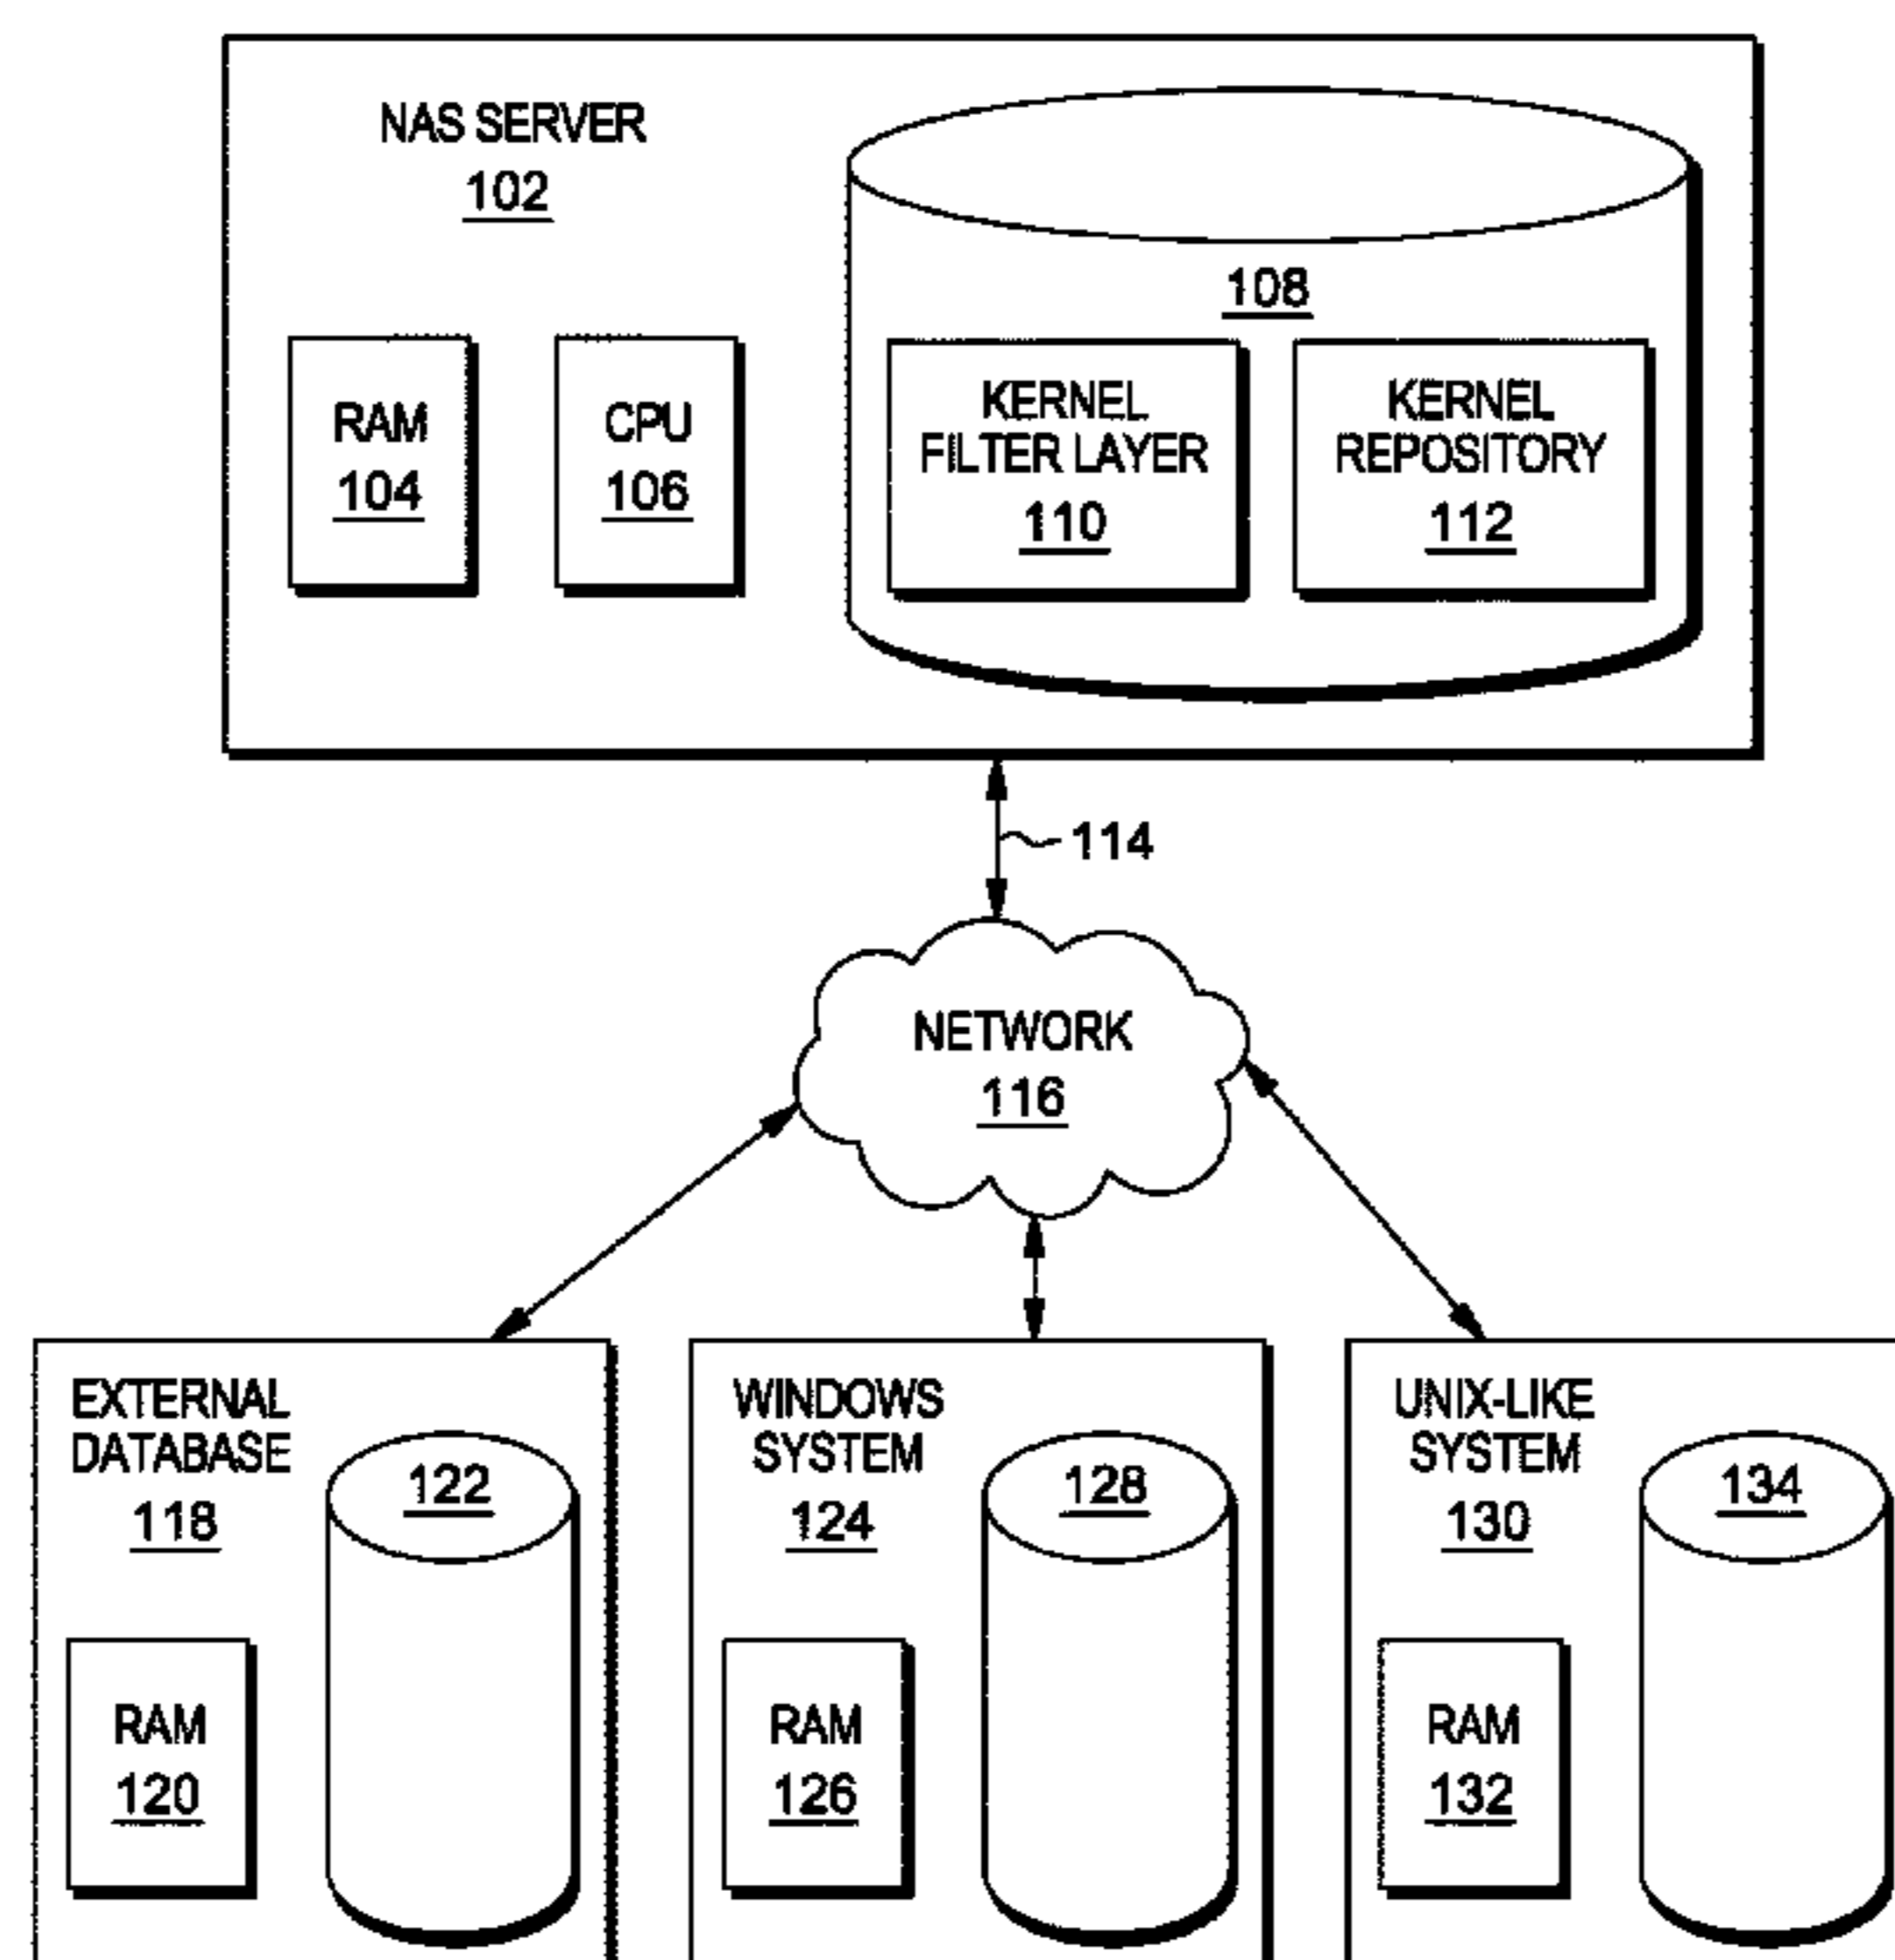 NAS SERVER
102
108
RAM
104
CPU
106
KERNEL
FILTER LAYER
110
KERNEL
REPOSITORY
112
114
NETWORK
116
EXTERNAL
DATABASE
118
122
RAM
120
WINDOWS
SYSTEM
124
128
RAM
126
UNIX-LIKE
SYSTEM
130
134
RAM
132